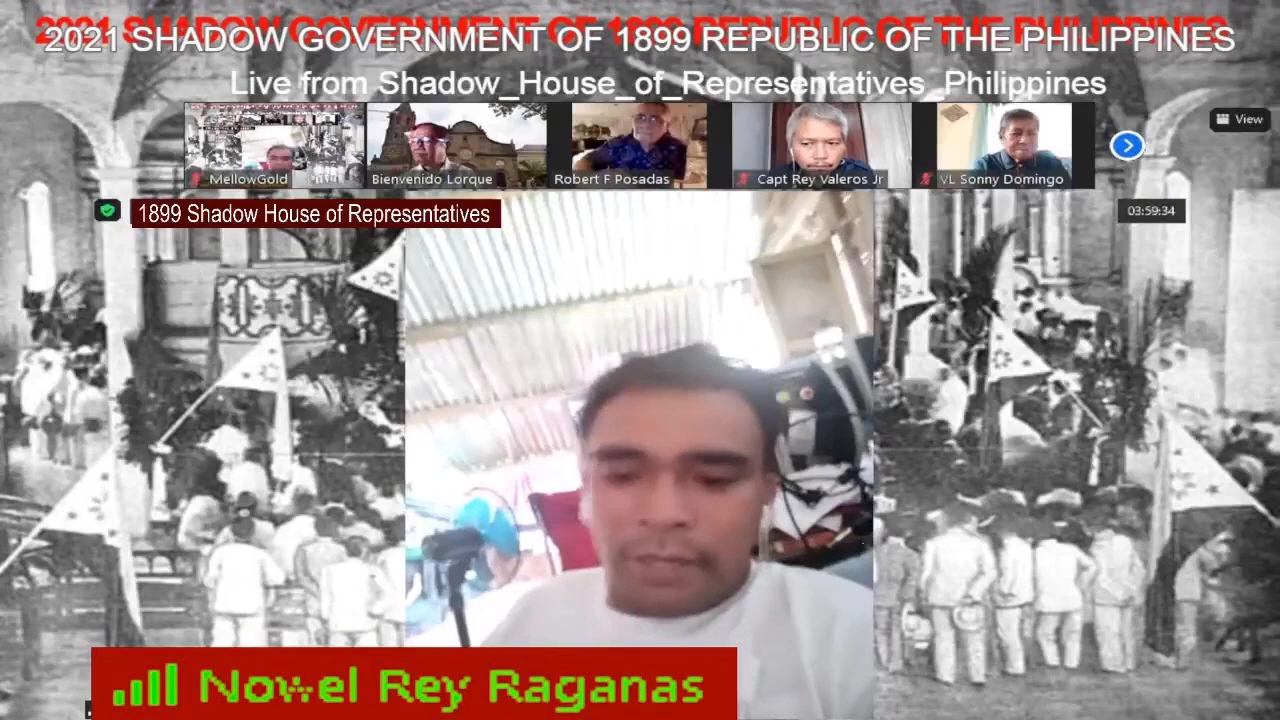 2021 SHADOW GOVERNMENT OF 1899 REPUBLIC OF THE PHILIPPINES
Live from Shadow_House_of_Representatives_Philippines
View
MellowGold
Bienvenido Lorque
Robert F Posadas
Capt Rey Valeros Jr
VL Sonny Domingo
1899 Shadow House of Representatives
03:59:34
Nowel Rey Raganas